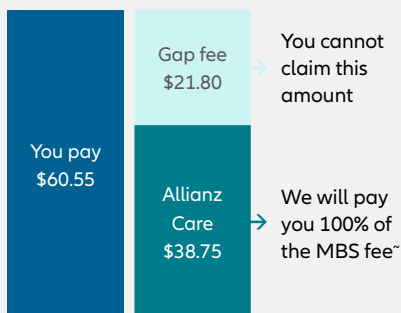 You pay
$60.55
Gap fee
$21.80
You cannot
claim this
amount
Allianz
Care
$38.75
We will pay
you 100% of
the MBS fee~